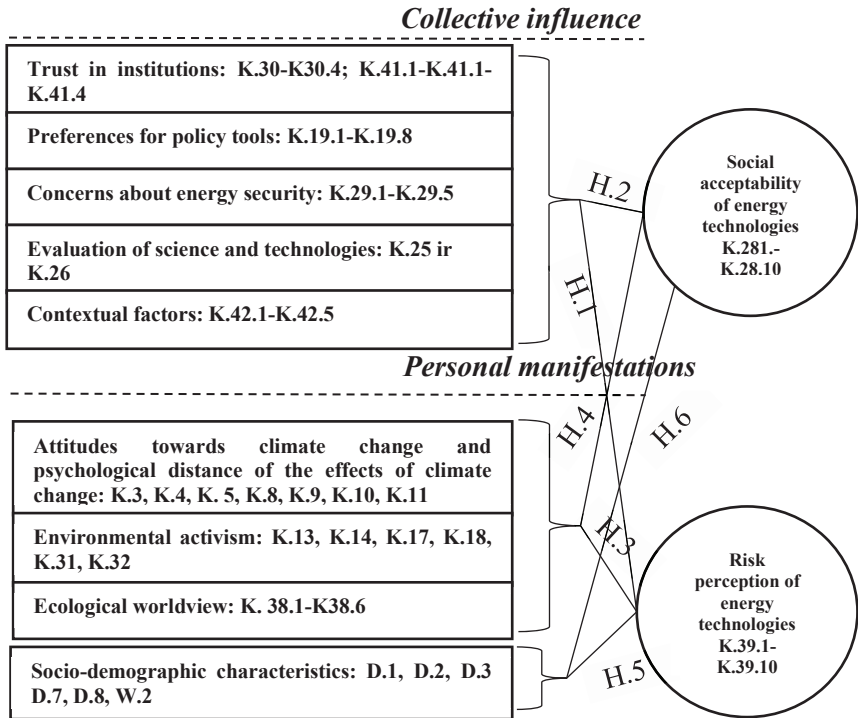 Collective influence
Trust in institutions: K.30-K30.4; K.41.1-K.41.1-
K.41.4
Preferences for policy tools: K.19.1-K.19.8
Concerns about energy security: K.29.1-K.29.5
Evaluation of science and technologies: K.25 ir
K.26
Contextual factors: K.42.1-K.42.5
H.2
H.1
Social
acceptability
of energy
technologies
K.281.-
K.28.10
Personal manifestations
Attitudes towards climate change and
psychological distance of the effects of climate
change: K.3, K.4, K. 5, K.8, K.9, K.10, K.11
Environmental activism: K.13, K.14, K.17, K.18,
K.31, K.32
Ecological worldview: K. 38.1-K38.6
Socio-demographic characteristics: D.1, D.2, D.3
D.7, D.8, W.2
H.4
H.6
H.3
H.5
Risk
perception of
energy
technologies
K.39.1-
K.39.10